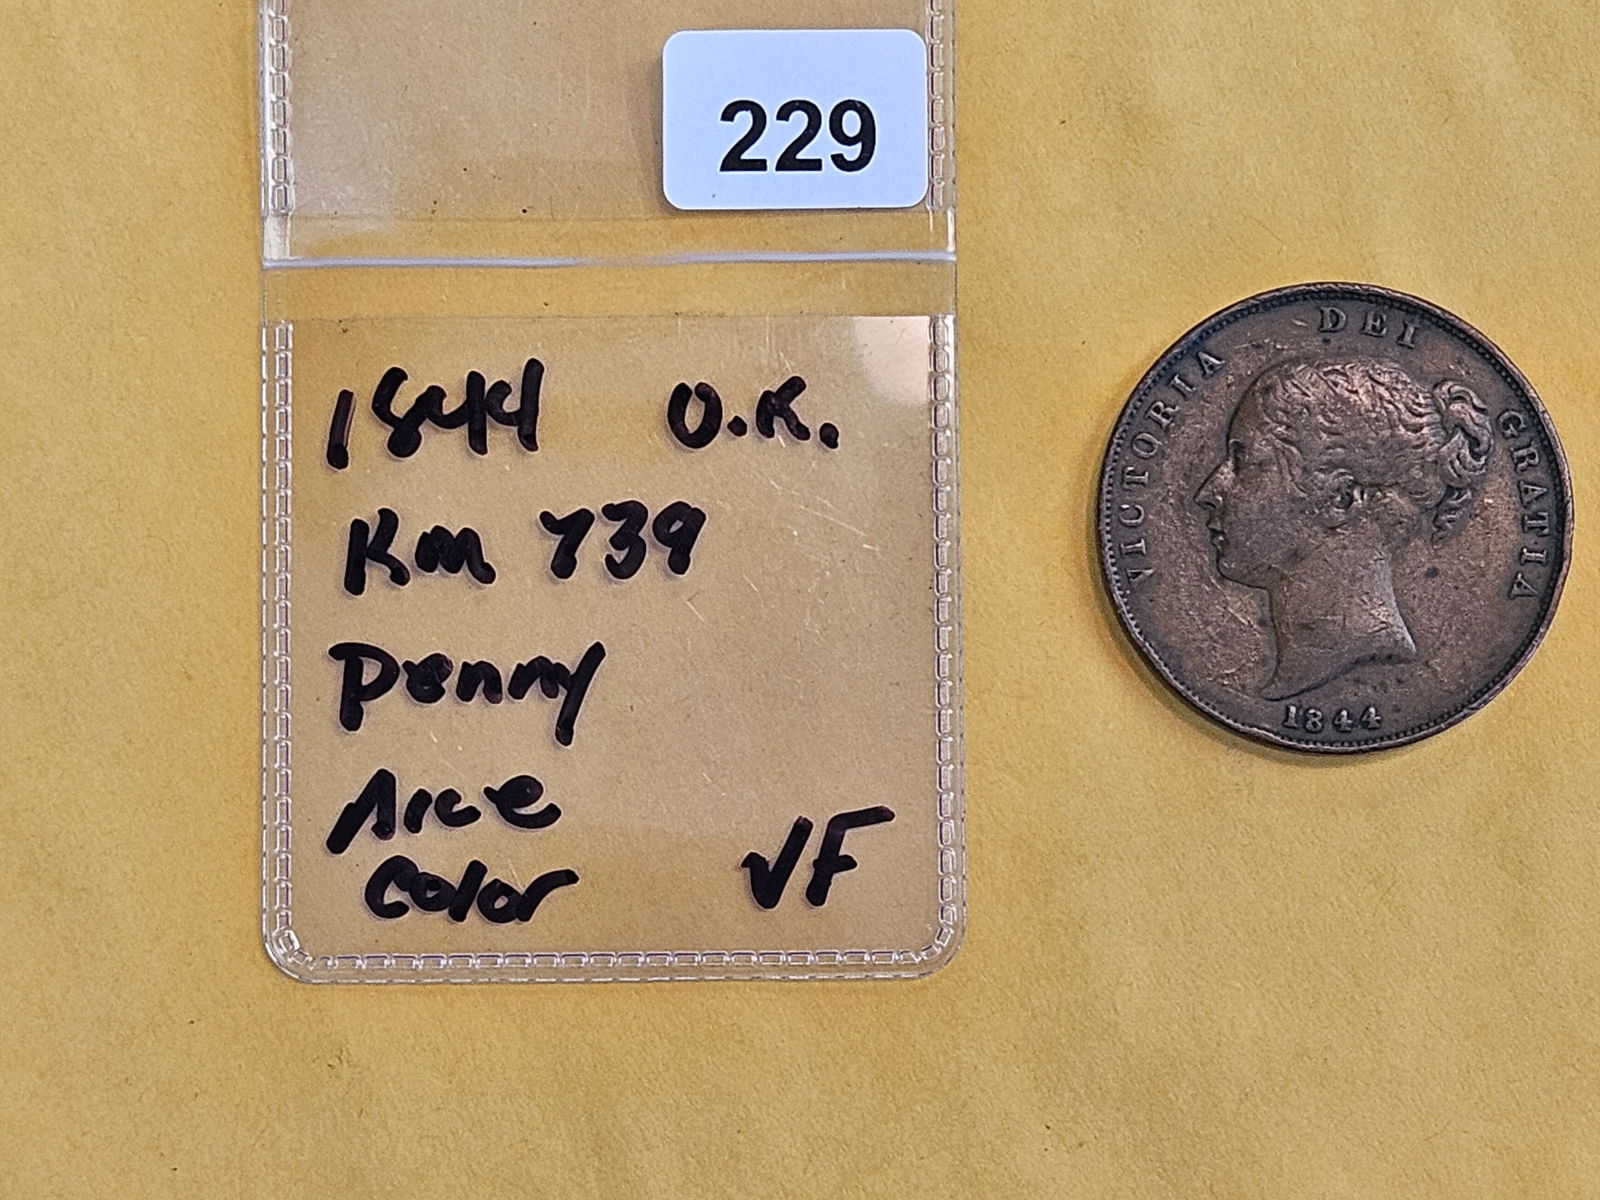 229
1844 U.K.
Km 739
Penny
Nice
Color VF
VICTORIA DEI GRATIA
1844